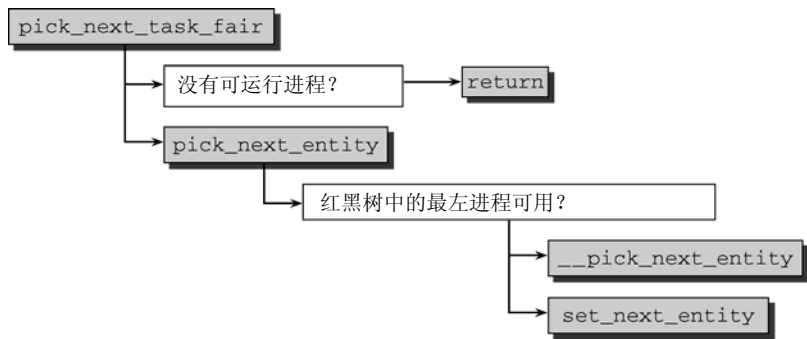 pick_next_task_fair
没有可运行进程?
return
pick_next_entity
红黑树中的最左进程可用?
__pick_next_entity
set_next_entity